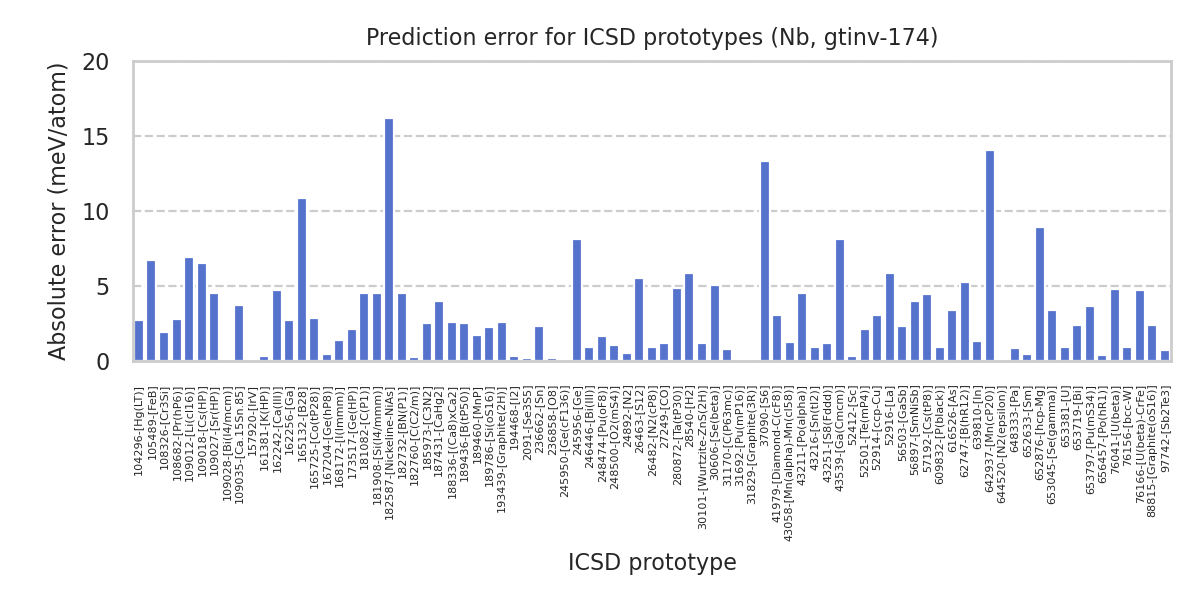 Prediction error for ICSD prototypes (Nb, gtinv-174)
Absolute error (meV/atom)
20
15
10
5
0
104296-[Hg(LT)]
105489-[FeB]
108326-[Cr3Si]
108682-[Pr(hP6)]
109012-[Li(cI16)]
109018-[Cs(HP)]
109027-[Sr(HP)]
109028-[Bi(I4/mcm)]
109035-[Ca.15Sn.85]
157920-[IrV]
161381-[K(HP)]
162242-[Ca(III)]
162256-[Ga]
165132-[B28]
165725-[Co(tP28)]
167204-[Ge(hP8)]
168172-[I(Immm)]
173517-[Ge(HP)]
181082-[C(P1)]
181908-[Si(I4/mmm)]
182587-[Nickeline-NiAs]
182732-[BN(P1)]
182760-[C(C2/m)]
185973-[C3N2]
187431-[CaHg2]
188336-[(Ca8)xCa2]
189436-[B(tP50)]
189460-[MnP]
189786-[Si(oS16)]
193439-[Graphite(2H)]
194468-[I2]
2091-[Se3S5]
236662-[Sn]
236858-[O8]
245950-[Ge(cF136)]
245956-[Ge]
246446-[Bi(III)]
248474-[Pu(oF8)]
248500-[O2(mS4)]
24892-[N2]
26463-[S12]
26482-[N2(cP8)]
27249-[CO]
280872-[Ta(tP30)]
28540-[H2]
30101-[Wurtzite-ZnS(2H)]
30606-[Se(beta)]
31170-[C(P63mc)]
31692-[Pu(mP16)]
31829-[Graphite(3R)]
37090-[S6]
41979-[Diamond-C(cF8)]
43058-[Mn(alpha)-Mn(cI58)]
43211-[Po(alpha)]
43216-[Sn(tI2)]
43251-[S8(Fddd)]
43539-[Ga(Cmcm)]
52412-[Sc]
52501-[Te(mP4)]
52914-[ccp-Cu]
52916-[La]
56503-[GaSb]
56897-[SmNiSb]
57192-[Cs(tP8)]
609832-[P(black)]
616526-[As]
62747-[B(hR12)]
639810-[In]
642937-[Mn(cP20)]
644520-[N2(epsilon)]
648333-[Pa]
652633-[Sm]
652876-[hcp-Mg]
653045-[Se(gamma)]
653381-[U]
653719-[Bi]
653797-[Pu(mS34)]
656457-[Po(hR1)]
76041-[U(beta)]
76156-[bcc-W]
76166-[U(beta)-CrFe]
88815-[Graphite(oS16)]
97742-[Sb2Te3]
ICSD prototype